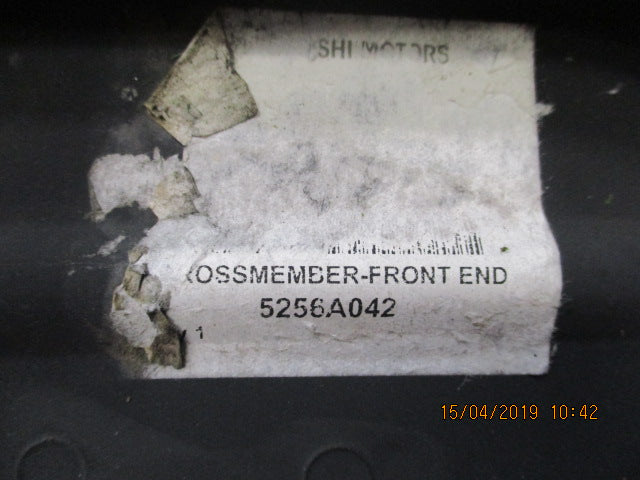 SHI MOTORS
ROSSMEMBER-FRONT END
5256A042
1
15/04/2019 10:42